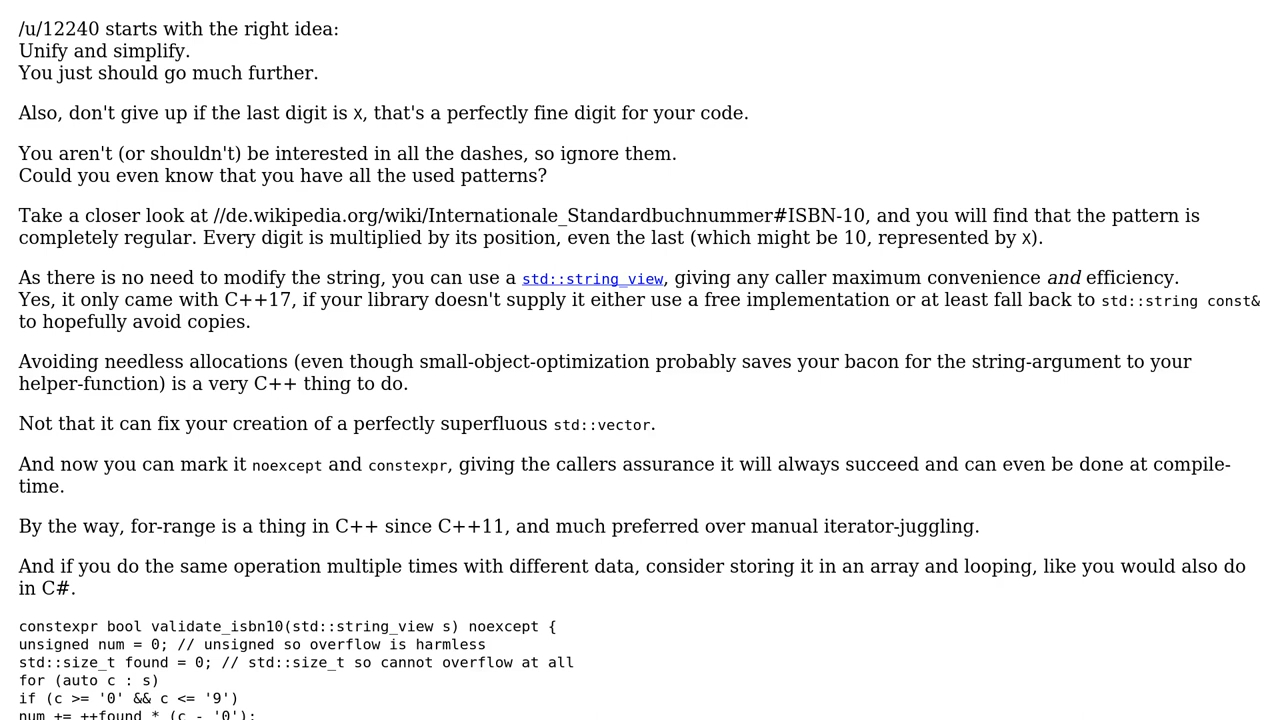 /u/12240 starts with the right idea:
Unify and simplify.
You just should go much further.
Also, don't give up if the last digit is X, that's a perfectly fine digit for your code.
You aren't (or shouldn't) be interested in all the dashes, so ignore them.
Could you even know that you have all the used patterns?
Take a closer look at //de.wikipedia.org/wiki/Internationale_Standardbuchnummer#ISBN-10, and you will find that the pattern is
completely regular. Every digit is multiplied by its position, even the last (which might be 10, represented by X).
As there is no need to modify the string, you can use a std::string_view, giving any caller maximum convenience and efficiency.
Yes, it only came with C++17, if your library doesn't supply it either use a free implementation or at least fall back to std::string const&
to hopefully avoid copies.
Avoiding needless allocations (even though small-object-optimization probably saves your bacon for the string-argument to your
helper-function) is a very C++ thing to do.
Not that it can fix your creation of a perfectly superfluous std::vector.
And now you can mark it noexcept and constexpr, giving the callers assurance it will always succeed and can even be done at compile-
time.
By the way, for-range is a thing in C++ since C++11, and much preferred over manual iterator-juggling.
And if you do the same operation multiple times with different data, consider storing it in an array and looping, like you would also do
in C#.
constexpr bool validate_isbn10(std::string_view s) noexcept {
unsigned num = 0; // unsigned so overflow is harmless
std::size_t found = 0; // std::size_t so cannot overflow at all
for (auto c : s)
if (c >= '0' && c <= '9')
num += ++found * (c - '0');